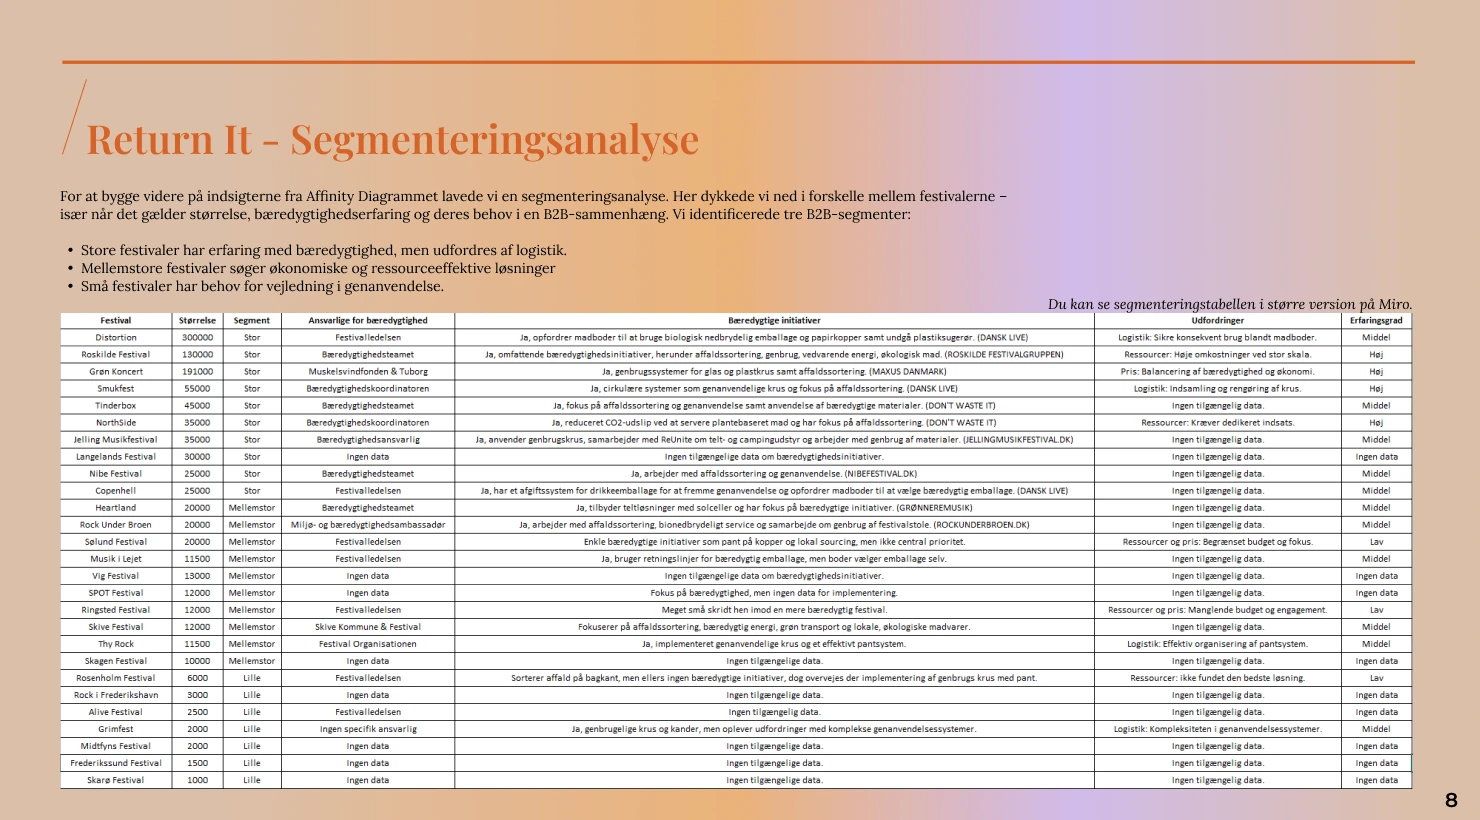 Return It - Segmenteringsanalyse
For at bygge videre på indsigterne fra Affinity Diagrammet lavede vi en segmenteringsanalyse. Her dykkede vi ned i forskelle mellem festivalerne –
især når det gælder størrelse, bæredygtighedserfaring og deres behov i en B2B-sammenhæng. Vi identificerede tre B2B-segmenter:
• Store festivaler har erfaring med bæredygtighed, men udfordres af logistik.
• Mellemstore festivaler søger økonomiske og ressourceeffektive løsninger
• Små festivaler har behov for vejledning i genanvendelse.
Du kan se segmenteringstabellen i større version på Miro.
Festival Størrelse Segment Ansvarlige for bæredygtighed Bæredygtige initiativer Udfordringer Erfaringsgrad
Distortion 300000 Stor Festivalledelsen Ja, opfordrer madboder til at bruge biologisk nedbrydelig emballage og papirkopper samt undgå plastiksugerør. (DANSK LIVE) Logistik: Sikre konsekvent brug blandt madboder. Middel
Roskilde Festival 130000 Stor Bæredygtighedsteamet Ja, omfattende bæredygtighedsinitiativer, herunder affaldssortering, genbrug, vedvarende energi, økologisk mad. (ROSKILDE FESTIVALGRUPPEN) Ressourcer: Høje omkostninger ved stor skala. Høj
Grøn Koncert 191000 Stor Muskelsvindfonden & Tuborg Ja, genbrugssystemer for glas og plastkrus samt affaldssortering. (MAXUS DANMARK) Pris: Balancering af bæredygtighed og økonomi. Høj
Smukfest 55000 Stor Bæredygtighedskoordinatoren Ja, cirkulære systemer som genanvendelige krus og fokus på affaldssortering. (DANSK LIVE) Logistik: Indsamling og rengøring af krus. Høj
Tinderbox 45000 Stor Bæredygtighedsteamet Ja, fokus på affaldssortering og genanvendelse samt anvendelse af bæredygtige materialer. (DON'T WASTE IT) Ingen tilgængelig data. Middel
NorthSide 35000 Stor Bæredygtighedskoordinatoren Ja, reduceret CO2-udslip ved at servere plantebaseret mad og har fokus på affaldssortering. (DON'T WASTE IT) Ressourcer: Kræver dedikeret indsats. Høj
Jelling Musikfestival 35000 Stor Bæredygtighedsansvarlig Ja, anvender genbrugskrus, samarbejder med ReUnite om telt- og campingudstyr og arbejder med genbrug af materialer. (JELLINGMUSIKFESTIVAL.DK) Ingen tilgængelig data. Middel
Langelands Festival 30000 Stor Ingen data Ingen tilgængelige data om bæredygtighedsinitiativer. Ingen tilgængelig data. Ingen data
Nibe Festival 25000 Stor Bæredygtighedsteamet Ja, arbejder med affaldssortering og genanvendelse. (NIBEFESTIVAL.DK) Ingen tilgængelig data. Middel
Copenhell 25000 Stor Festivalledelsen Ja, har et afgiftssystem for drikkeemballage for at fremme genanvendelse og opfordrer madboder til at vælge bæredygtig emballage. (DANSK LIVE) Ingen tilgængelig data. Middel
Heartland 20000 Mellemstor Festivalledelsen Ja, tilbyder teltløsninger med solceller og har fokus på bæredygtige initiativer. (GRØNNEREMUSIK) Ingen tilgængelig data. Middel
Rock Under Broen 20000 Mellemstor Miljø- og bæredygtighedsambassadør Ja, arbejder med affaldssortering, bionedbrydeligt service og samarbejde om genbrug af festivalstole. (ROCKUNDERBROEN.DK) Ingen tilgængelig data. Middel
Sølund Festival 20000 Mellemstor Festivalledelsen Enkle bæredygtige initiativer som pant på kopper og lokal sourcing, men ikke central prioritet. Ressourcer og pris: Begrænset budget og fokus. Lav
Musik i Lejet 11500 Mellemstor Festivalledelsen Ja, bruger retningslinjer for bæredygtig emballage, men boder vælger emballage selv. Ingen tilgængelig data. Middel
Vig Festival 13000 Mellemstor Ingen data Ingen tilgængelige data om bæredygtighedsinitiativer. Ingen tilgængelig data. Ingen data
SPOT Festival 12000 Mellemstor Ingen data Fokus på bæredygtighed, men ingen data for implementering. Ingen tilgængelig data. Ingen data
Ringsted Festival 12000 Mellemstor Festivalledelsen Meget små skridt hen imod en mere bæredygtig festival. Ressourcer og pris: Manglende budget og engagement. Lav
Skive Festival 12000 Mellemstor Skive Kommune & Festival Fokuserer på affaldssortering, bæredygtig energi, grøn transport og lokale, økologiske madvarer. Ingen tilgængelig data. Middel
Thy Rock 11500 Mellemstor Festival Organisationen Ja, implementeret genanvendelige krus og et effektivt pantsystem. Logistik: Effektiv organisering af pantsystem. Middel
Skagen Festival 10000 Mellemstor Ingen data Ingen tilgængelige data. Ingen tilgængelig data. Ingen data
Rosenholm Festival 6000 Lille Festivalledelsen Sorterer affald på bagkant, men ellers ingen bæredygtige initiativer, dog overvejes der implementering af genbrugs krus med pant. Ressourcer: ikke fundet den bedste løsning. Lav
Rock i Frederikshavn 3000 Lille Ingen data Ingen tilgængelige data. Ingen tilgængelig data. Ingen data
Alive Festival 2500 Lille Festivalledelsen Ingen tilgængelig data. Ingen tilgængelig data. Ingen data
Grimfest 2000 Lille Ingen specifik ansvarlig Ja, genbrugelige krus og kander, men oplever udfordringer med komplekse genanvendelsessystemer. Logistik: Kompleksiteten i genanvendelsessystemer. Middel
Midtfyns Festival 2000 Lille Ingen data Ingen tilgængelige data. Ingen tilgængelig data. Ingen data
Frederikssund Festival 1500 Lille Ingen data Ingen tilgængelige data. Ingen tilgængelig data. Ingen data
Skarø Festival 1000 Lille Ingen data Ingen tilgængelige data. Ingen tilgængelig data. Ingen data
8